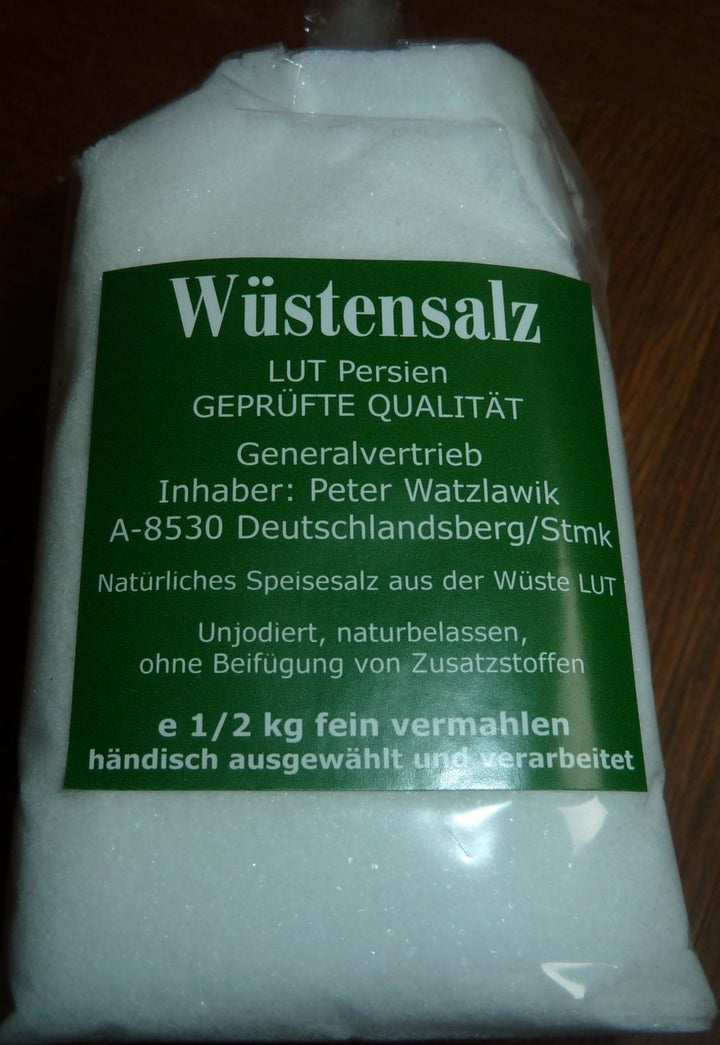 Wüstensalz
LUT Persien
GEPRÜFTE QUALITÄT
Generalvertrieb
Inhaber: Peter Watzlawik
A-8530 Deutschlandsberg/Stmk
Natürliches Speisesalz aus der Wüste LUT
Unjodiert, naturbelassen,
ohne Beifügung von Zusatzstoffen
e 1/2 kg fein vermahlen
händisch ausgewählt und verarbeitet